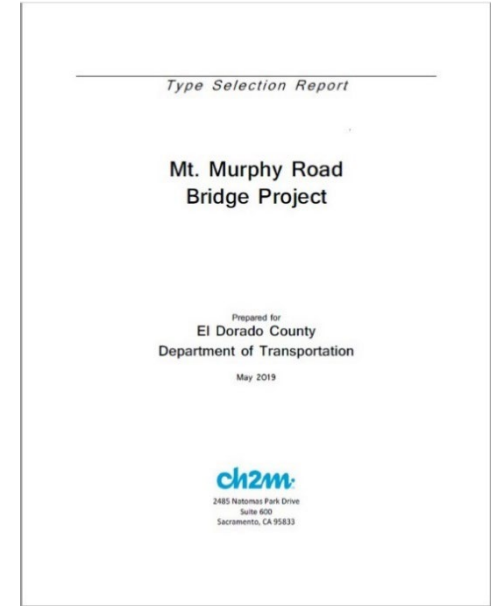 Type Selection Report
Mt. Murphy Road
Bridge Project
Prepared for
El Dorado County
Department of Transportation
May 2019
ch2m:
2485 Natomas Park Drive
Suite 600
Sacramento, CA 95833